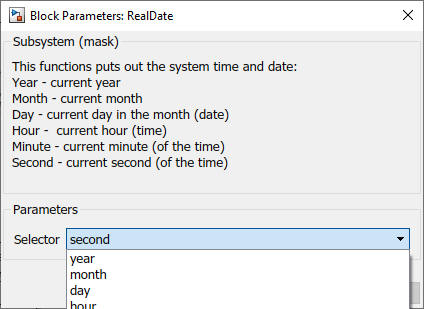 Block Parameters: RealDate
Subsystem (mask)
This functions puts out the system time and date:
Year - current year
Month - current month
Day - current day in the month (date)
Hour - current hour (time)
Minute - current minute (of the time)
Second - current second (of the time)
Parameters
Selector second
year
month
day
hour